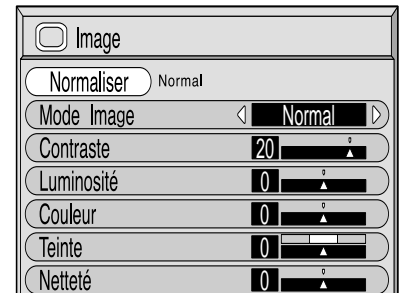 Image
Normaliser Normal
Mode Image Normal
Contraste 20
Luminosité 0
Couleur 0
Teinte 0
Netteté 0